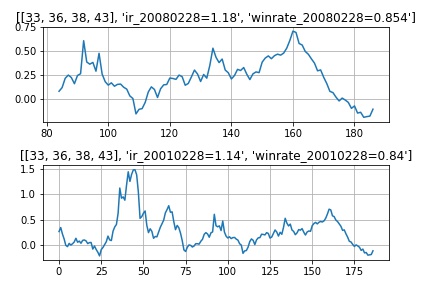 [[33, 36, 38, 43], 'ir_20080228=1.18', 'winrate_20080228=0.854']
0.75
0.50
0.25
0.00
80 100 120 140 160 180
[[33, 36, 38, 43], 'ir_20010228=1.14', 'winrate_20010228=0.84']
1.5
1.0
0.5
0.0
0 25 50 75 100 125 150 175